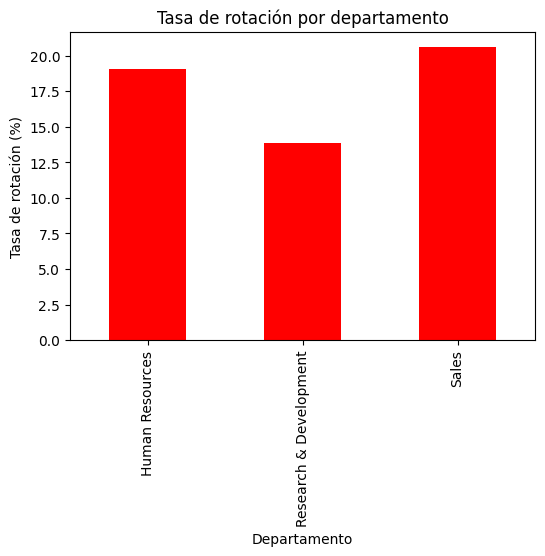 Tasa de rotación por departamento
Tasa de rotación (%)
20.0
17.5
15.0
12.5
10.0
7.5
5.0
2.5
0.0
Human Resources
Research & Development
Sales
Departamento